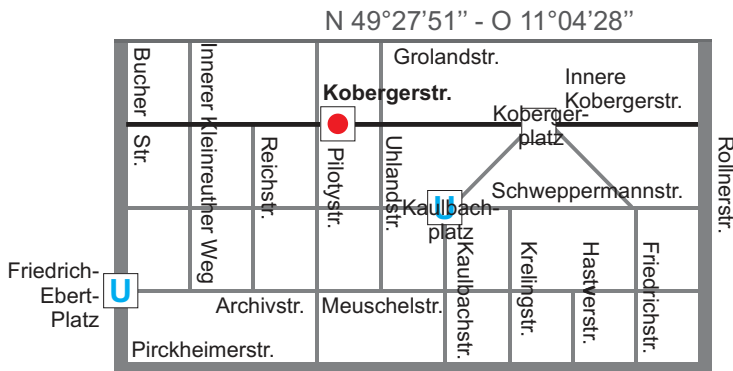 N 49°27’51’’ - O 11°04’28’’
Grolandstr.
Innere
Kobergerstr.
Kobergerstr.
Koberger-
platz
Bucher Str.
Innerer Kleinreuther Weg
Reichstr.
Pilotystr.
Uhlandstr.
Rollnerstr.
Schweppermannstr.
U
Kaulbach-
platz
Kaulbachstr.
Krelingstr.
Hastverstr.
Friedrichstr.
Friedrich-
Ebert-
Platz
U
Archivstr.
Meuschelstr.
Pirckheimerstr.